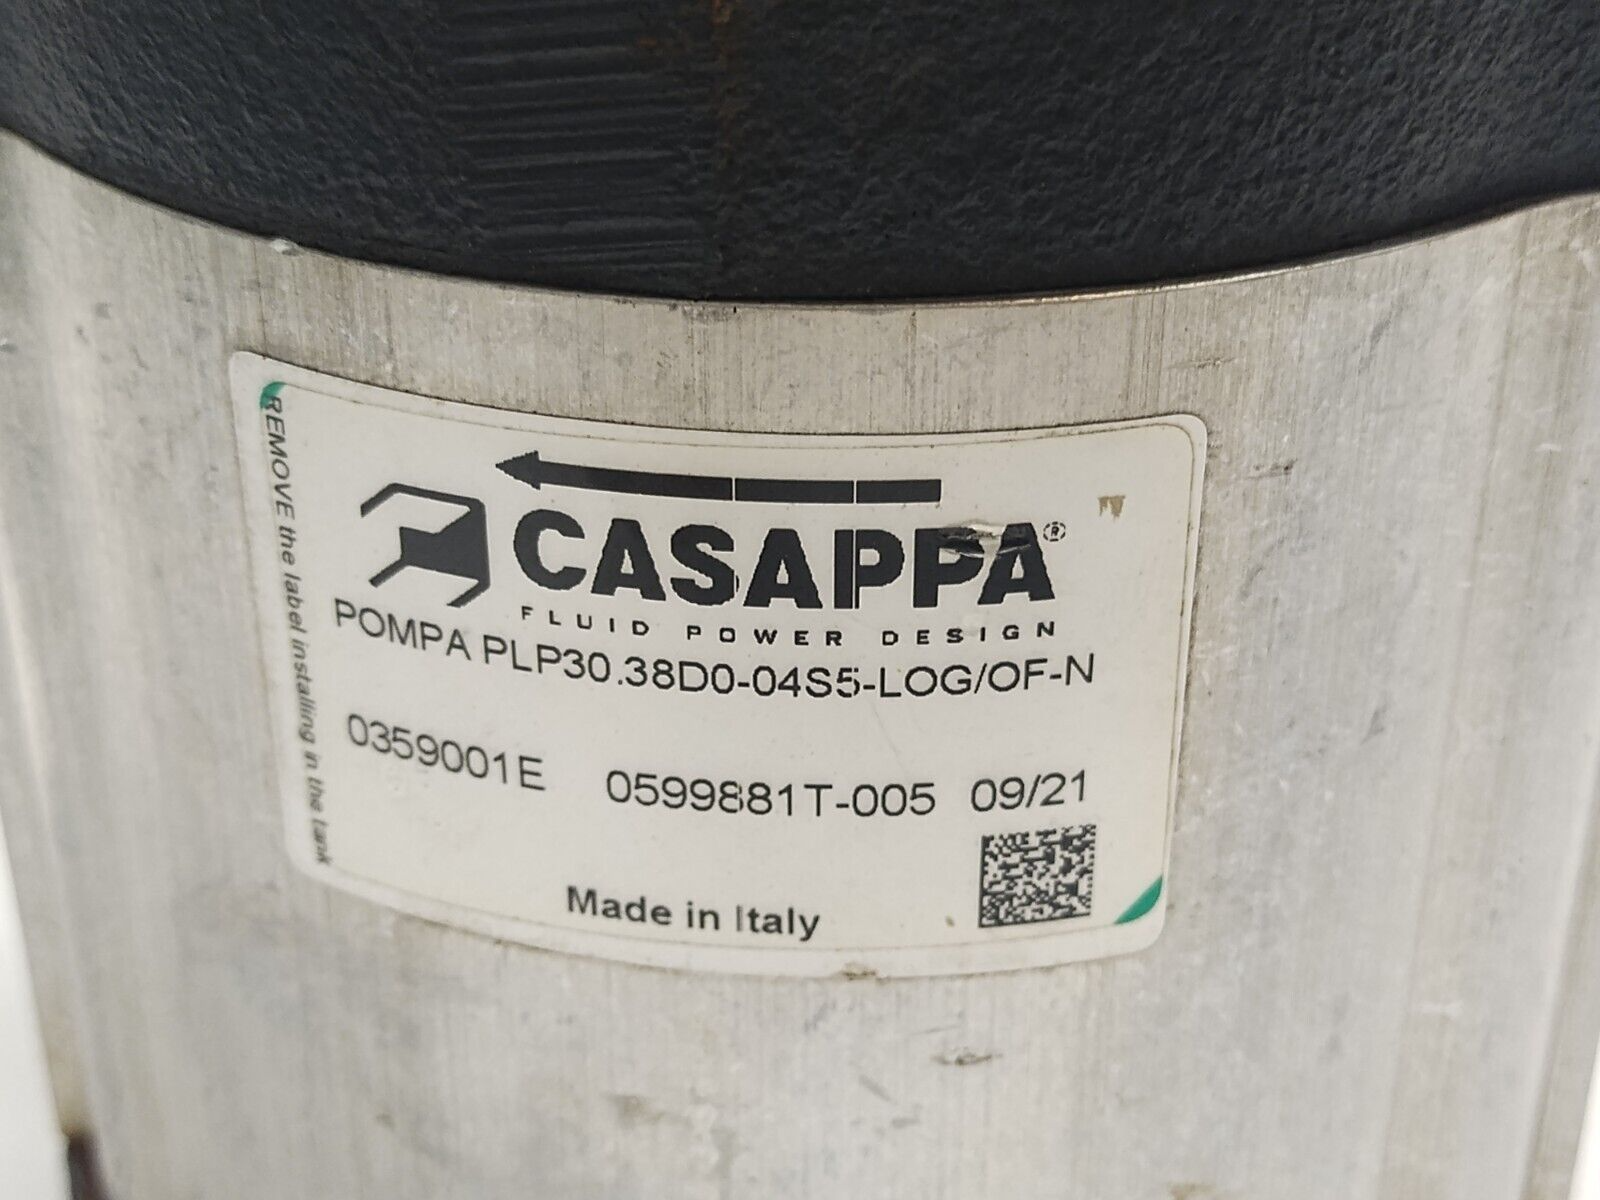 CASAPPA®
FLUID POWER DESIGN
POMPA PLP30.38D0-04S5-LOG/OF-N
0359001E 0599881T-005 09/21
Made in Italy
REMOVE the label installing in the tank